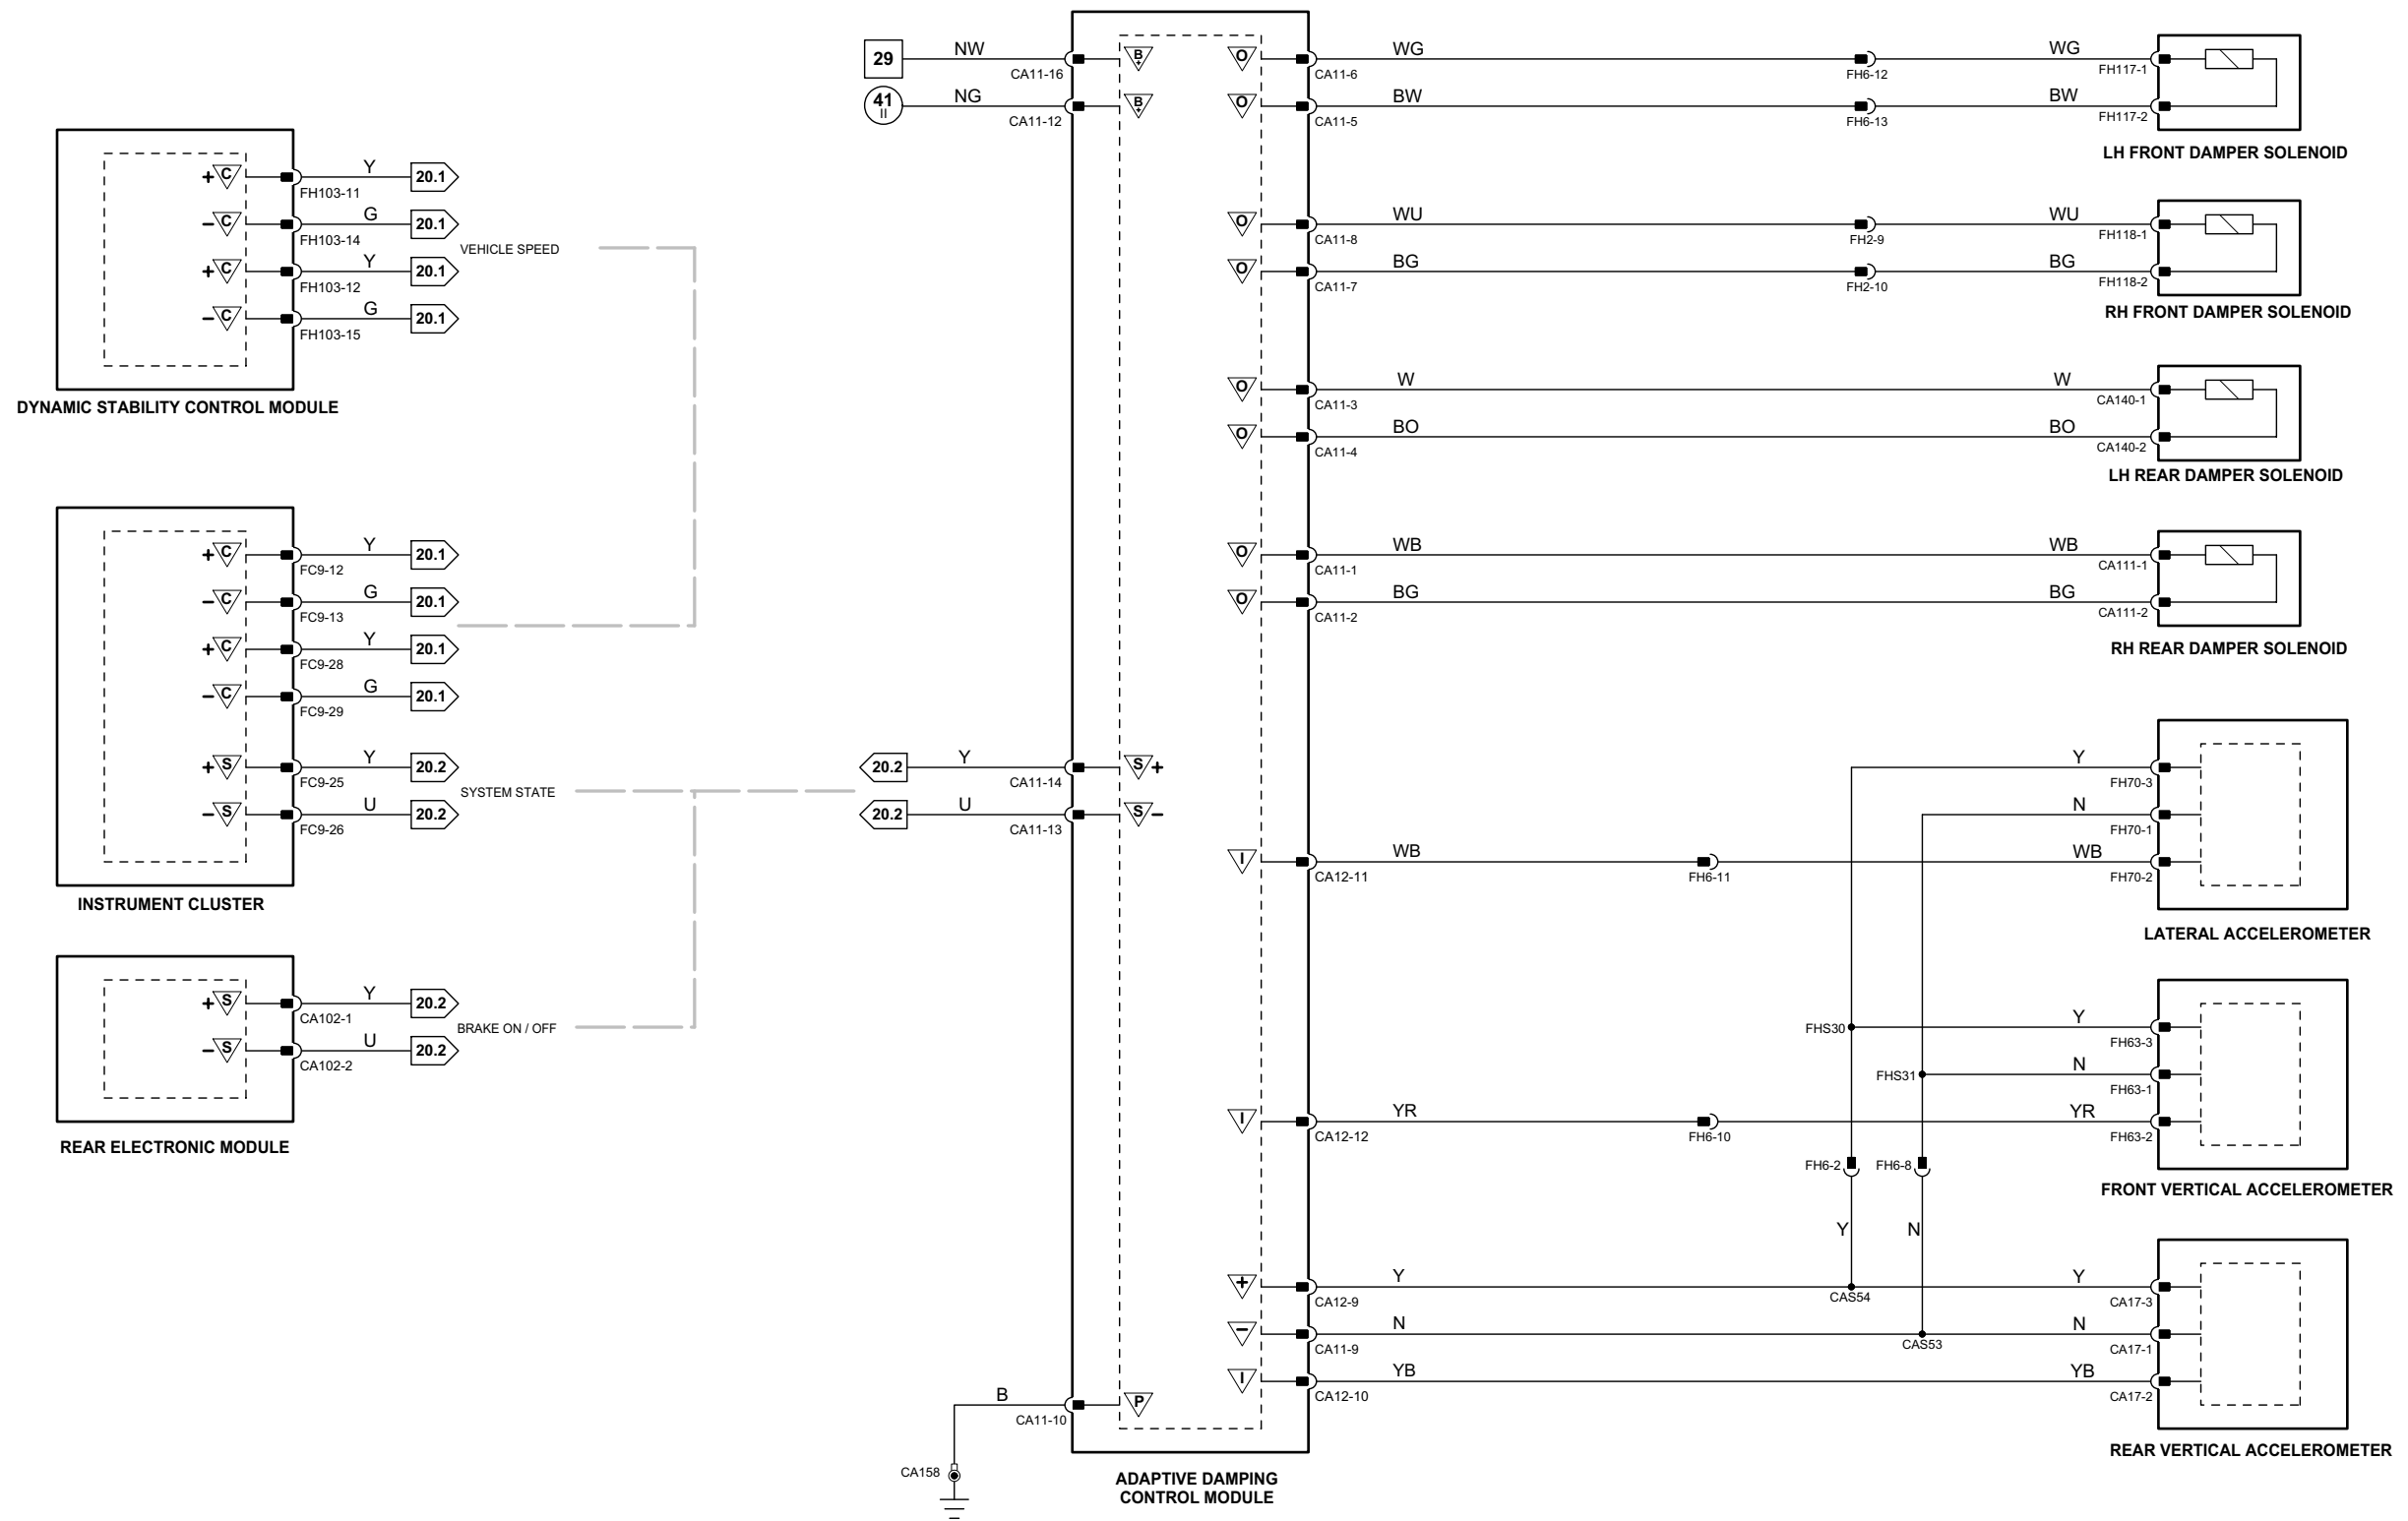 + C
Y
20.1
FH103-11
- C
G
20.1
FH103-14
VEHICLE SPEED
+ C
Y
20.1
FH103-12
- C
G
20.1
FH103-15
DYNAMIC STABILITY CONTROL MODULE
+ C
Y
20.1
FC9-12
- C
G
20.1
FC9-13
+ C
Y
20.1
FC9-28
- C
G
20.1
FC9-29
+ S
Y
20.2
FC9-25
SYSTEM STATE
- S
U
20.2
FC9-26
INSTRUMENT CLUSTER
+ S
Y
20.2
CA102-1
BRAKE ON / OFF
- S
U
20.2
CA102-2
REAR ELECTRONIC MODULE
29
NW
CA11-16
B+
41
II
NG
CA11-12
B+
20.2
Y
CA11-14
S +
20.2
U
CA11-13
S -
B
CA11-10
P
CA158
ADAPTIVE DAMPING
CONTROL MODULE
O
CA11-6
WG
FH6-12
WG
FH117-1
O
CA11-5
BW
FH6-13
BW
FH117-2
LH FRONT DAMPER SOLENOID
O
CA11-8
WU
FH2-9
WU
FH118-1
O
CA11-7
BG
FH2-10
BG
FH118-2
RH FRONT DAMPER SOLENOID
O
CA11-3
W
W
CA140-1
O
CA11-4
BO
BO
CA140-2
LH REAR DAMPER SOLENOID
O
CA11-1
WB
WB
CA111-1
O
CA11-2
BG
BG
CA111-2
RH REAR DAMPER SOLENOID
Y
FH70-3
N
FH70-1
I
CA12-11
WB
FH6-11
WB
FH70-2
LATERAL ACCELEROMETER
FHS30
Y
FH63-3
FHS31
N
FH63-1
I
CA12-12
YR
FH6-10
YR
FH63-2
FH6-2
FH6-8
FRONT VERTICAL ACCELEROMETER
Y
N
+
CA12-9
Y
CAS54
Y
CA17-3
-
CA11-9
N
CAS53
N
CA17-1
I
CA12-10
YB
YB
CA17-2
REAR VERTICAL ACCELEROMETER